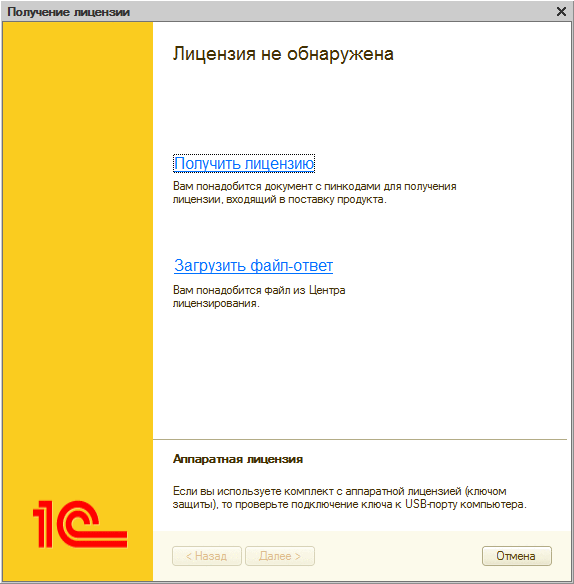 Получение лицензии
Лицензия не обнаружена
Получить лицензию
Вам понадобится документ с пинкодами для получения
лицензии, входящий в поставку продукта.
Загрузить файл-ответ
Вам понадобится файл из Центра
лицензирования.
Аппаратная лицензия
Если вы используете комплект с аппаратной лицензией (ключом
защиты), то проверьте подключение ключа к USB-порту компьютера.
1С
< Назад
Далее >
Отмена